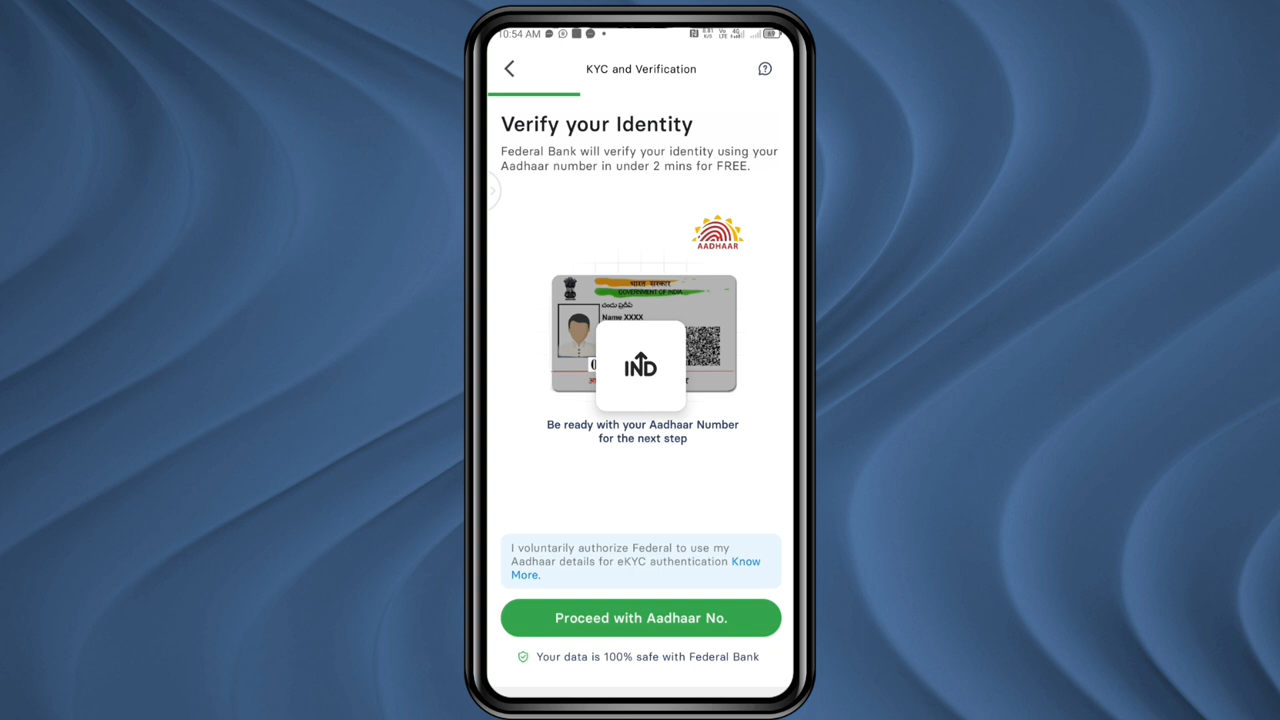 10:54 AM
KYC and Verification
Verify your Identity
Federal Bank will verify your identity using your
Aadhaar number in under 2 mins for FREE.
AADHAAR
भारत सरकार
GOVERNMENT OF INDIA
Name XXXX
IND
Be ready with your Aadhaar Number
for the next step
I voluntarily authorize Federal to use my
Aadhaar details for eKYC authentication Know
More.
Proceed with Aadhaar No.
Your data is 100% safe with Federal Bank